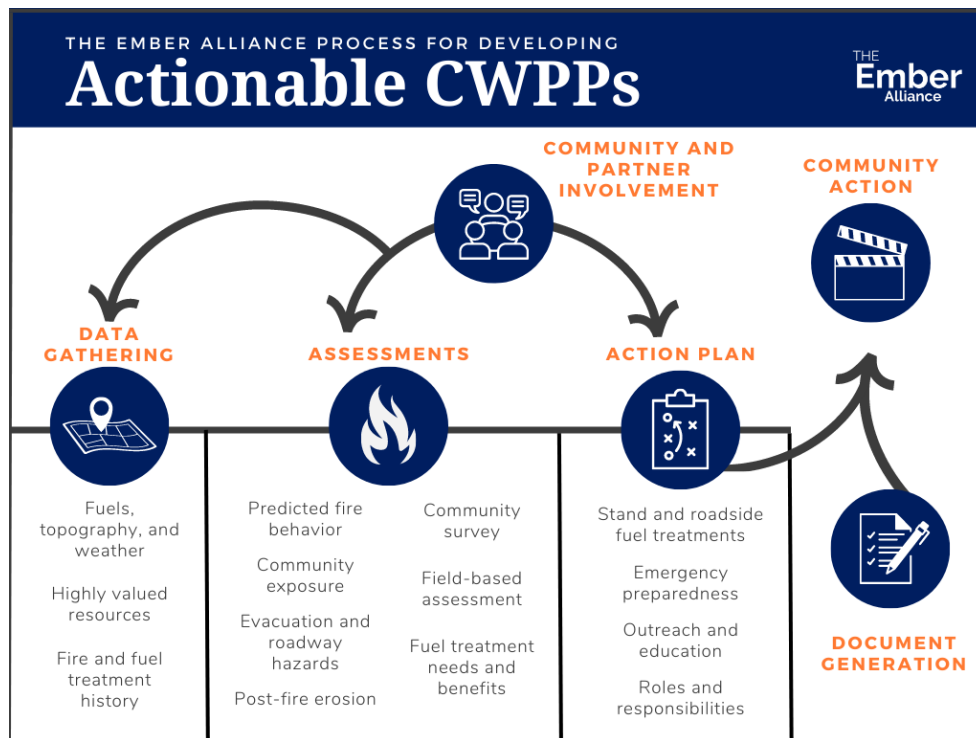 THE EMBER ALLIANCE PROCESS FOR DEVELOPING
Actionable CWPPs
THE
Ember
Alliance
COMMUNITY AND
PARTNER
INVOLVEMENT
COMMUNITY
ACTION
DATA
GATHERING
ASSESSMENTS
ACTION PLAN
Fuels,
topography, and
weather
Highly valued
resources
Fire and fuel
treatment
history
Predicted fire
behavior
Community
exposure
Evacuation and
roadway
hazards
Post-fire erosion
Community
survey
Field-based
assessment
Fuel treatment
needs and
benefits
Stand and roadside
fuel treatments
Emergency
preparedness
Outreach and
education
Roles and
responsibilities
DOCUMENT
GENERATION